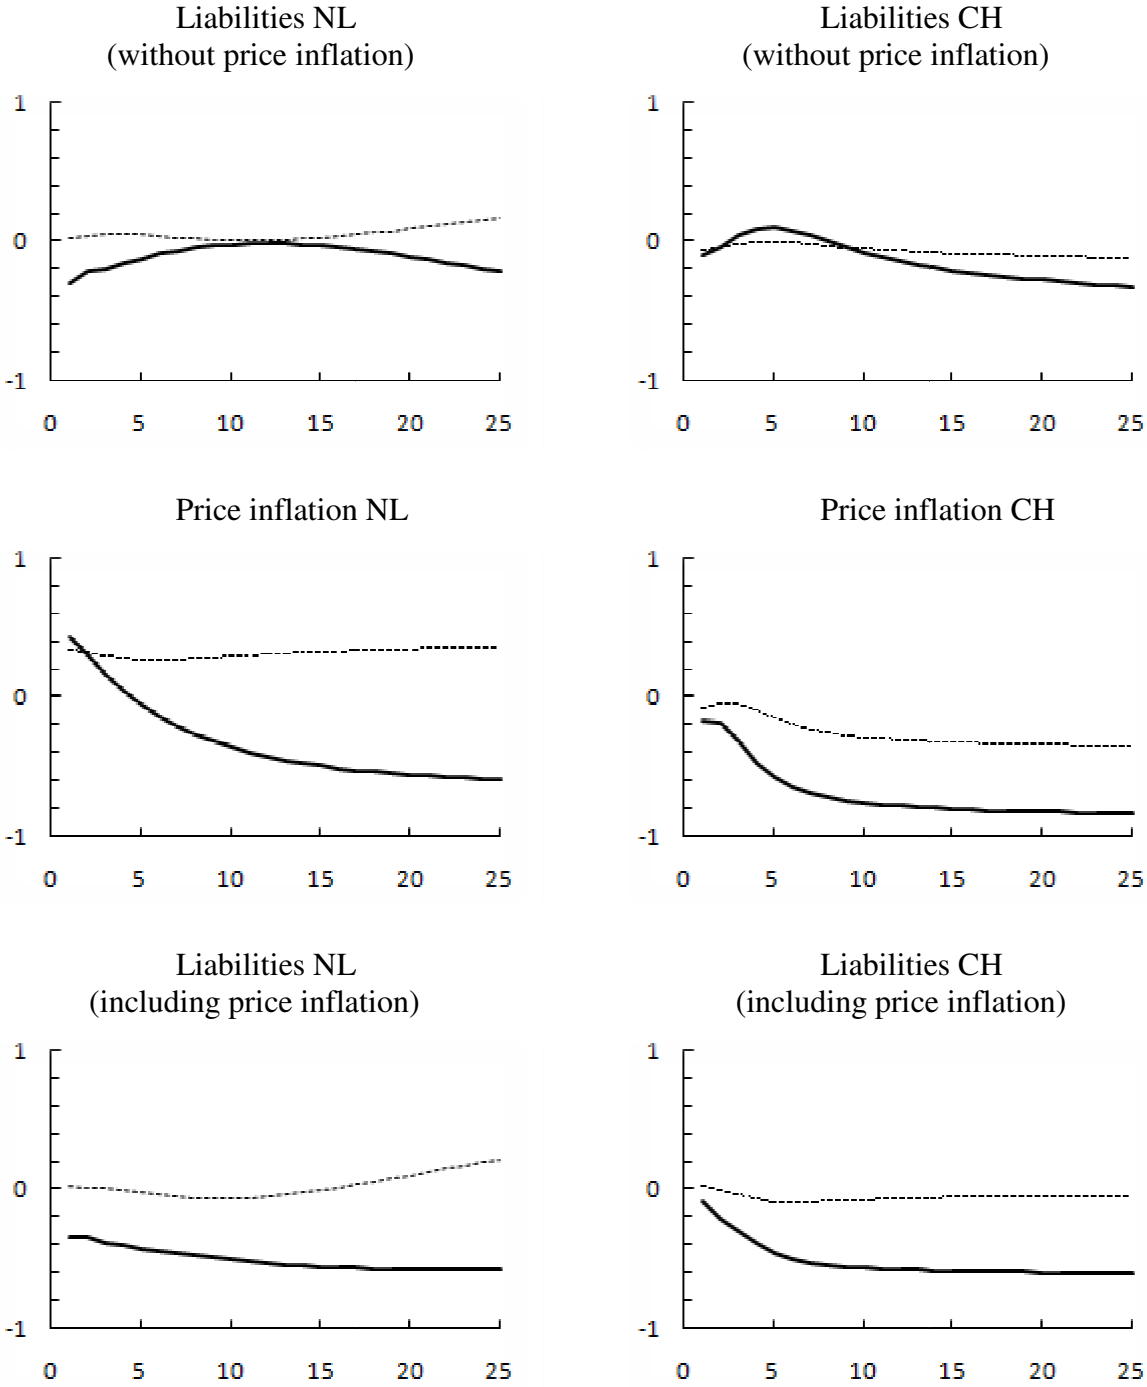 Liabilities NL
(without price inflation)
Liabilities CH
(without price inflation)
1
0
-1
0 5 10 15 20 25
1
0
-1
0 5 10 15 20 25
Price inflation NL
Price inflation CH
1
0
-1
0 5 10 15 20 25
1
0
-1
0 5 10 15 20 25
Liabilities NL
(including price inflation)
Liabilities CH
(including price inflation)
1
0
-1
0 5 10 15 20 25
1
0
-1
0 5 10 15 20 25